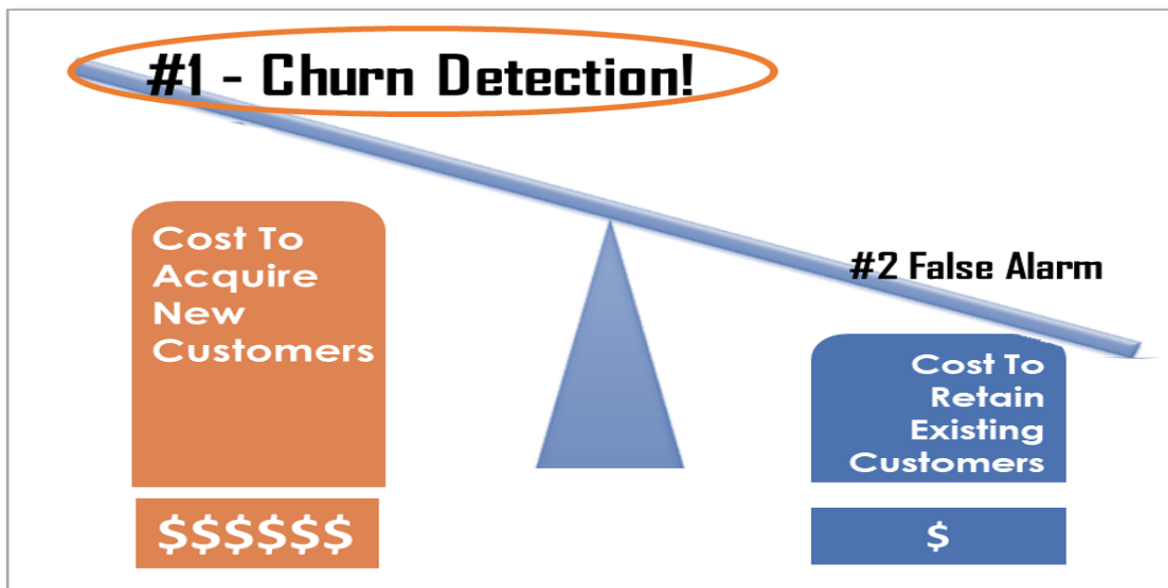 #1 - Churn Detection!
Cost To
Acquire
New
Customers
$$$$$$
#2 False Alarm
Cost To
Retain
Existing
Customers
$